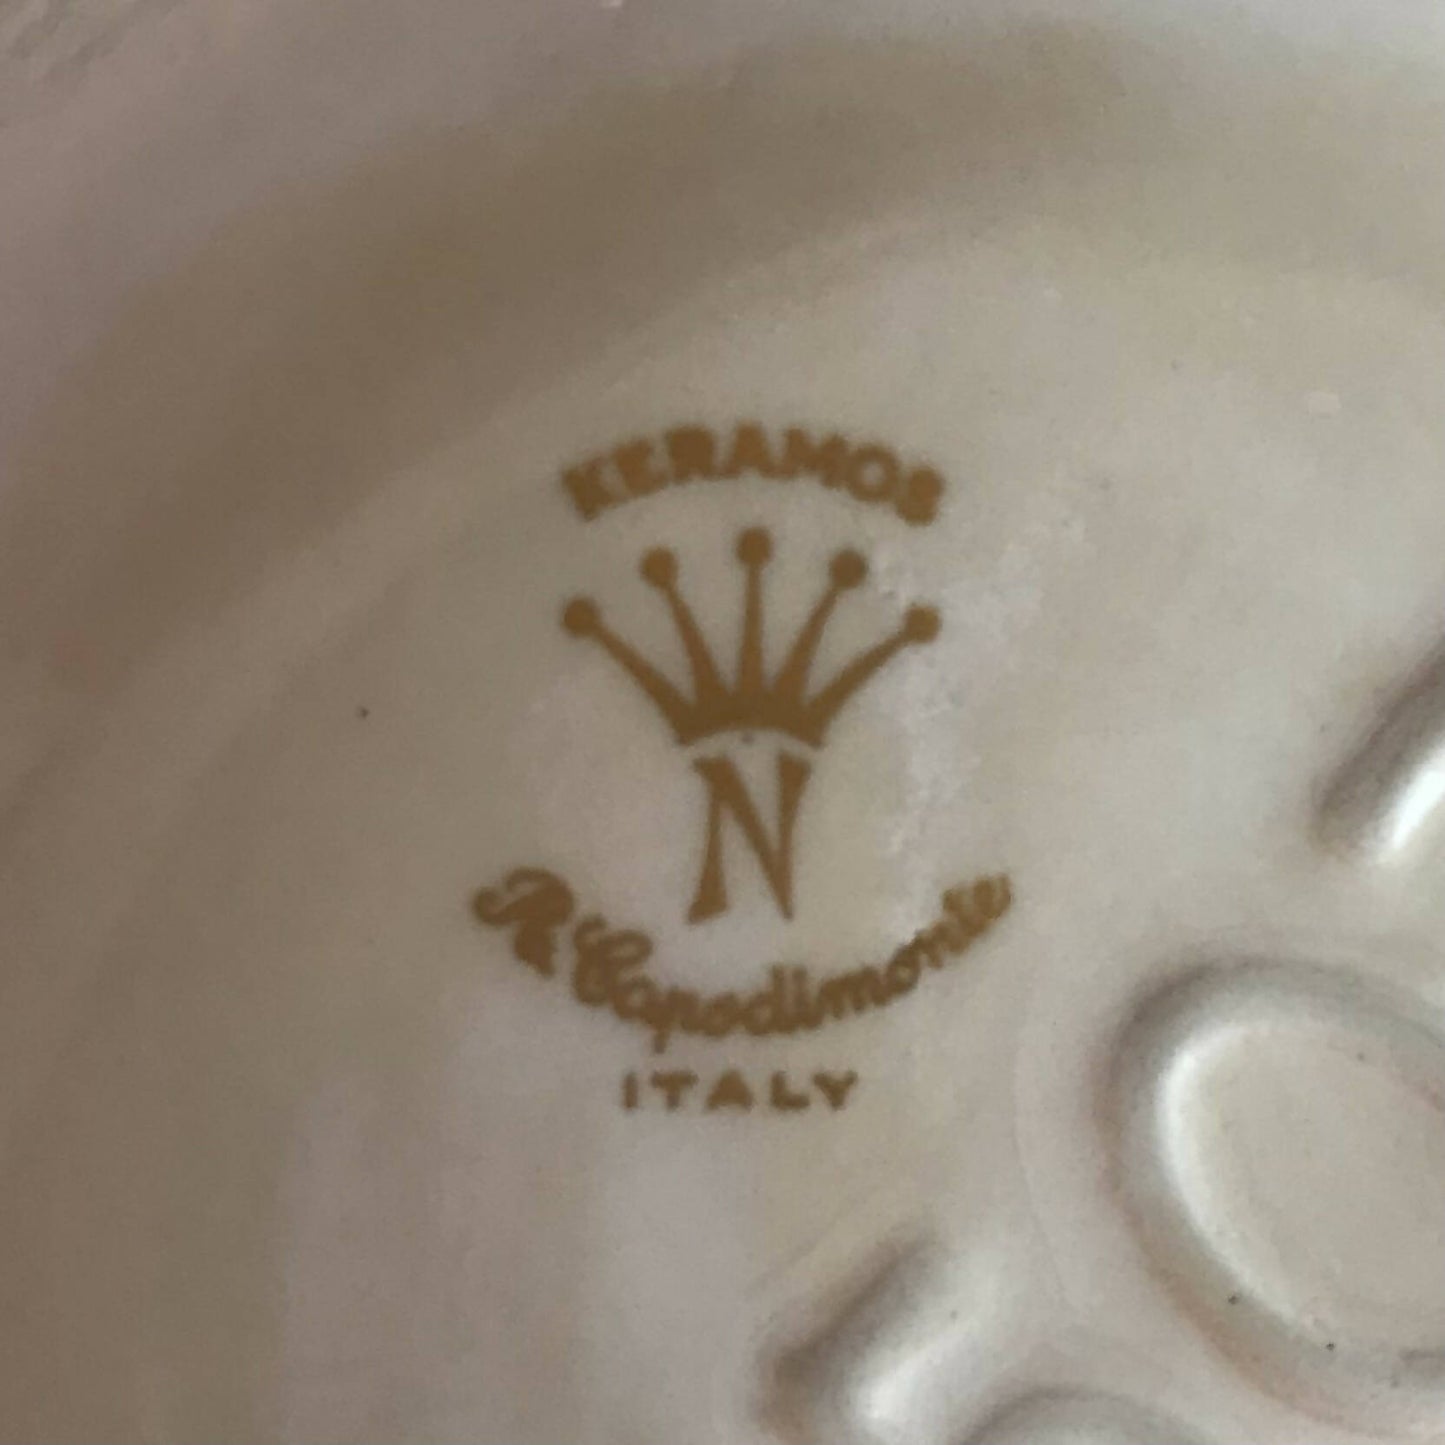 KERAMOS
N
R. Capodimonte
ITALY